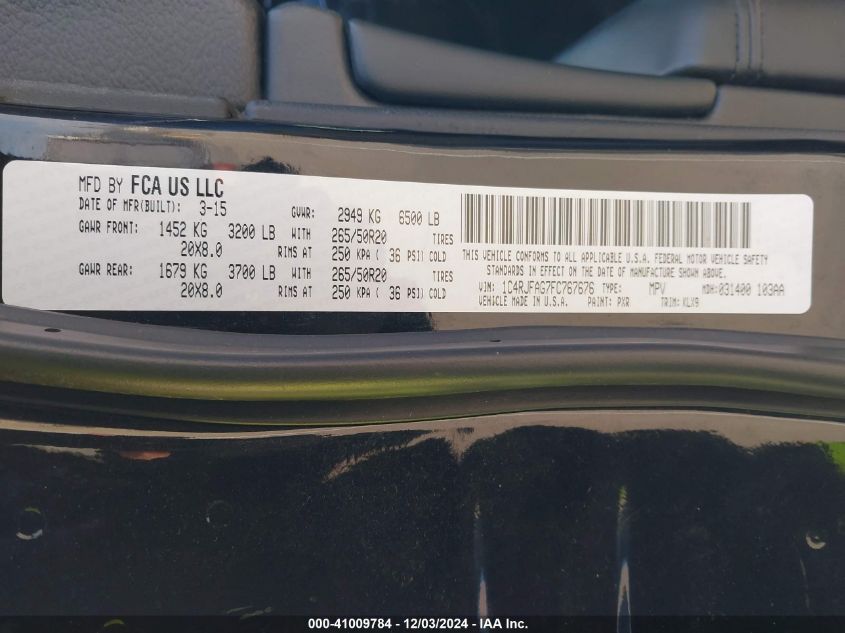 MFD BY FCA US LLC
DATE OF MFR(BUILT): 3-15 GVWR: 2949 KG 6500 LB
GAWR FRONT: 1452 KG 3200 LB WITH 265/50R20 TIRES
20X8.0 RIMS AT 250 KPA ( 36 PSI) COLD
GAWR REAR: 1679 KG 3700 LB WITH 265/50R20 TIRES
20X8.0 RIMS AT 250 KPA ( 36 PSI) COLD
THIS VEHICLE CONFORMS TO ALL APPLICABLE U.S.A. FEDERAL MOTOR VEHICLE SAFETY
STANDARDS IN EFFECT ON THE DATE OF MANUFACTURE SHOWN ABOVE.
VIN: 1C4RJFAG7FC767676 TYPE: MPV MDH: 031400 103AA
VEHICLE MADE IN U.S.A. PAINT: PXR TRIM: VLX9
000-41009784 - 12/03/2024 - IAA Inc.